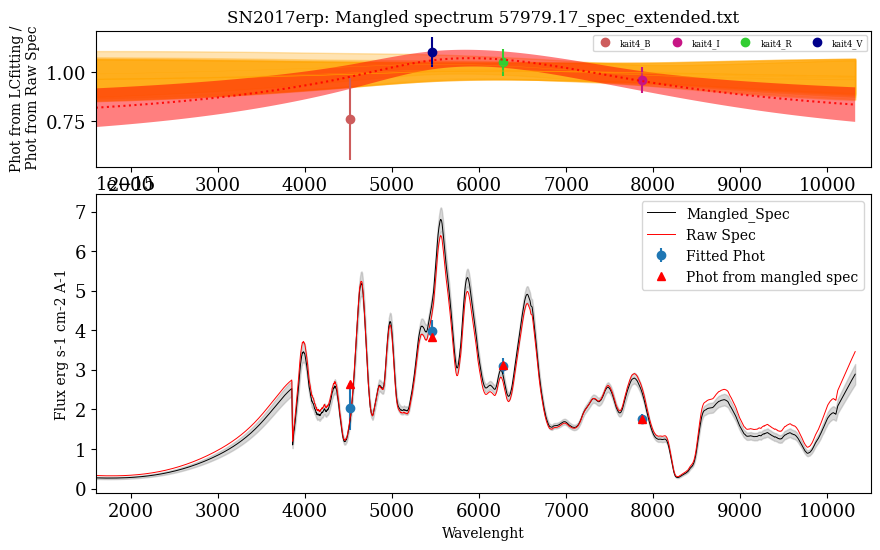 SN2017erp: Mangled spectrum 57979.17_spec_extended.txt
Phot from LCfitting /
Phot from Raw Spec
kait4_B kait4_I kait4_R kait4_V
1.00
0.75
2000 3000 4000 5000 6000 7000 8000 9000 10000
1e−15
Mangled_Spec
Raw Spec
Fitted Phot
Phot from mangled spec
Flux erg s-1 cm-2 A-1
7
6
5
4
3
2
1
0
2000 3000 4000 5000 6000 7000 8000 9000 10000
Wavelenght